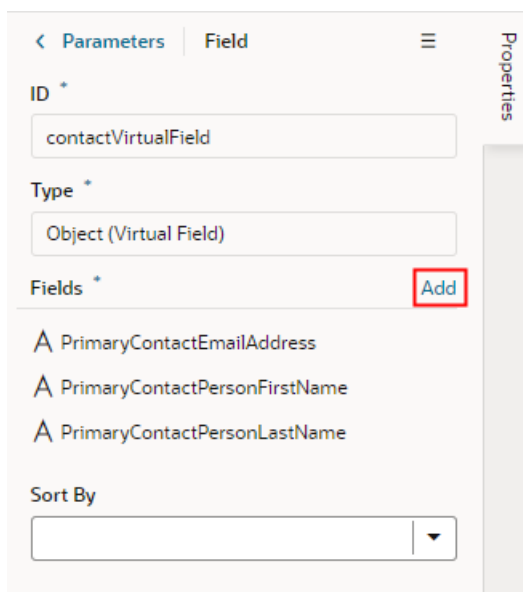 Parameters Field
Properties
ID *
contactVirtualField
Type *
Object (Virtual Field)
Fields * Add
A PrimaryContactEmailAddress
A PrimaryContactPersonFirstName
A PrimaryContactPersonLastName
Sort By